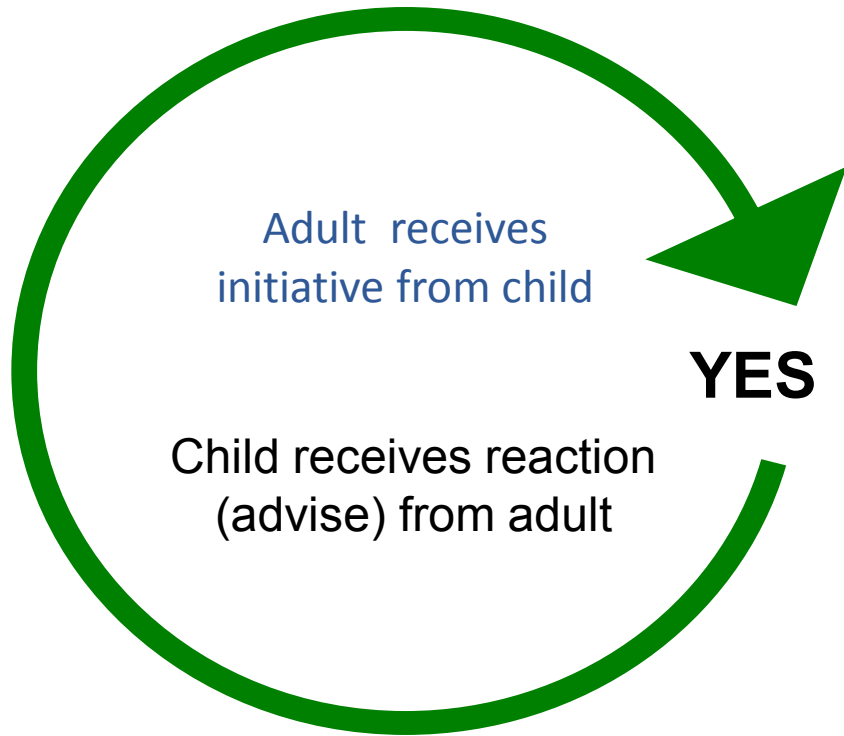 Adult  receives
initiative from child
YES
Child receives reaction
(advise) from adult